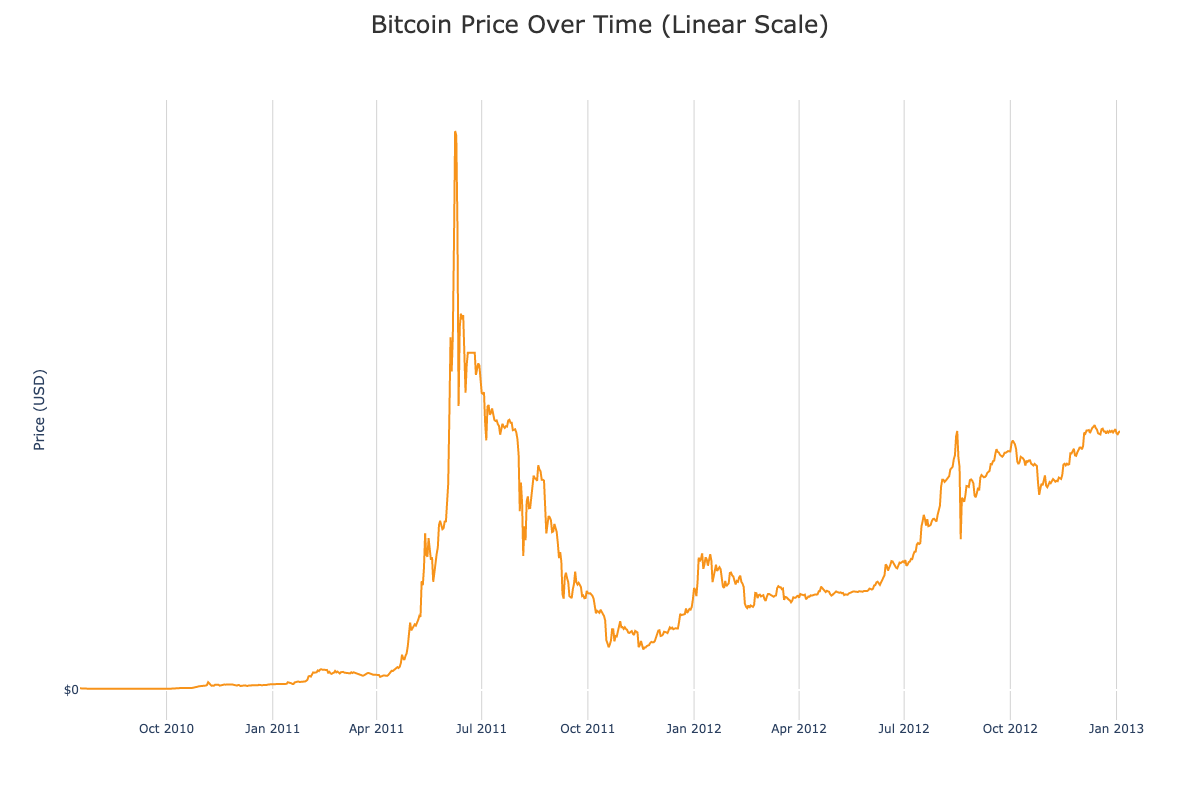 Bitcoin Price Over Time (Linear Scale)
Price (USD)
$0
Oct 2010
Jan 2011
Apr 2011
Jul 2011
Oct 2011
Jan 2012
Apr 2012
Jul 2012
Oct 2012
Jan 2013